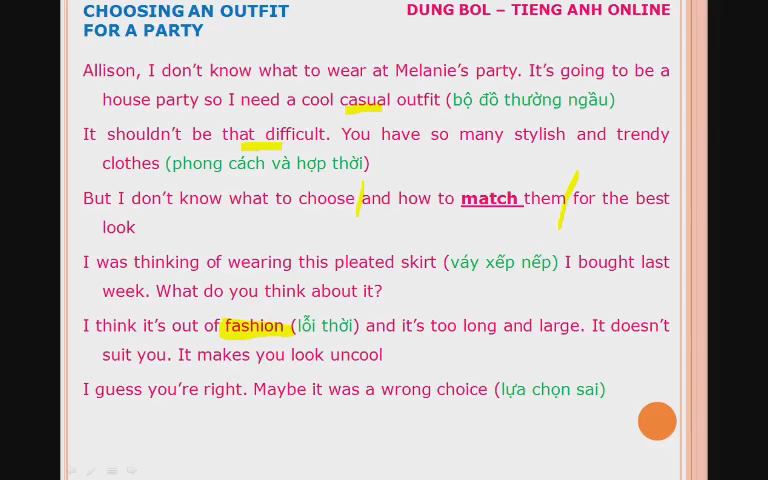 CHOOSING AN OUTFIT
FOR A PARTY
DUNG BOL – TIENG ANH ONLINE
Allison, I don't know what to wear at Melanie's party. It's going to be a
house party so I need a cool casual outfit (bộ đồ thường ngầu)
It shouldn't be that difficult. You have so many stylish and trendy
clothes (phong cách và hợp thời)
But I don't know what to choose and how to match them for the best
look
I was thinking of wearing this pleated skirt (váy xếp nếp) I bought last
week. What do you think about it?
I think it's out of fashion (lỗi thời) and it's too long and large. It doesn't
suit you. It makes you look uncool
I guess you're right. Maybe it was a wrong choice (lựa chọn sai)